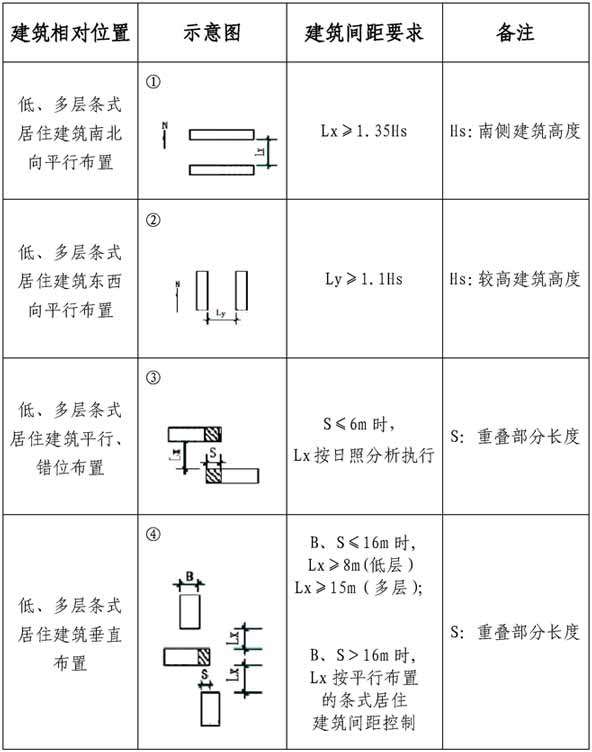 建筑相对位置
示意图
建筑间距要求
备注
低、多层条式
居住建筑南北
向平行布置
①
N
Lx
Lx≥1.35Hs
Hs: 南侧建筑高度
低、多层条式
居住建筑东西
向平行布置
②
N
Ly
Ly≥1.1Hs
Hs: 较高建筑高度
低、多层条式
居住建筑平行、
错位布置
③
Lx
S
S≤6m 时，
Lx 按日照分析执行
S: 重叠部分长度
低、多层条式
居住建筑垂直
布置
④
B
Lx
Lx
S
B、S≤16m 时,
Lx≥8m(低层)
Lx≥15m (多层);
B、S>16m 时,
Lx 按平行布置
的条式居住
建筑间距控制
S: 重叠部分长度